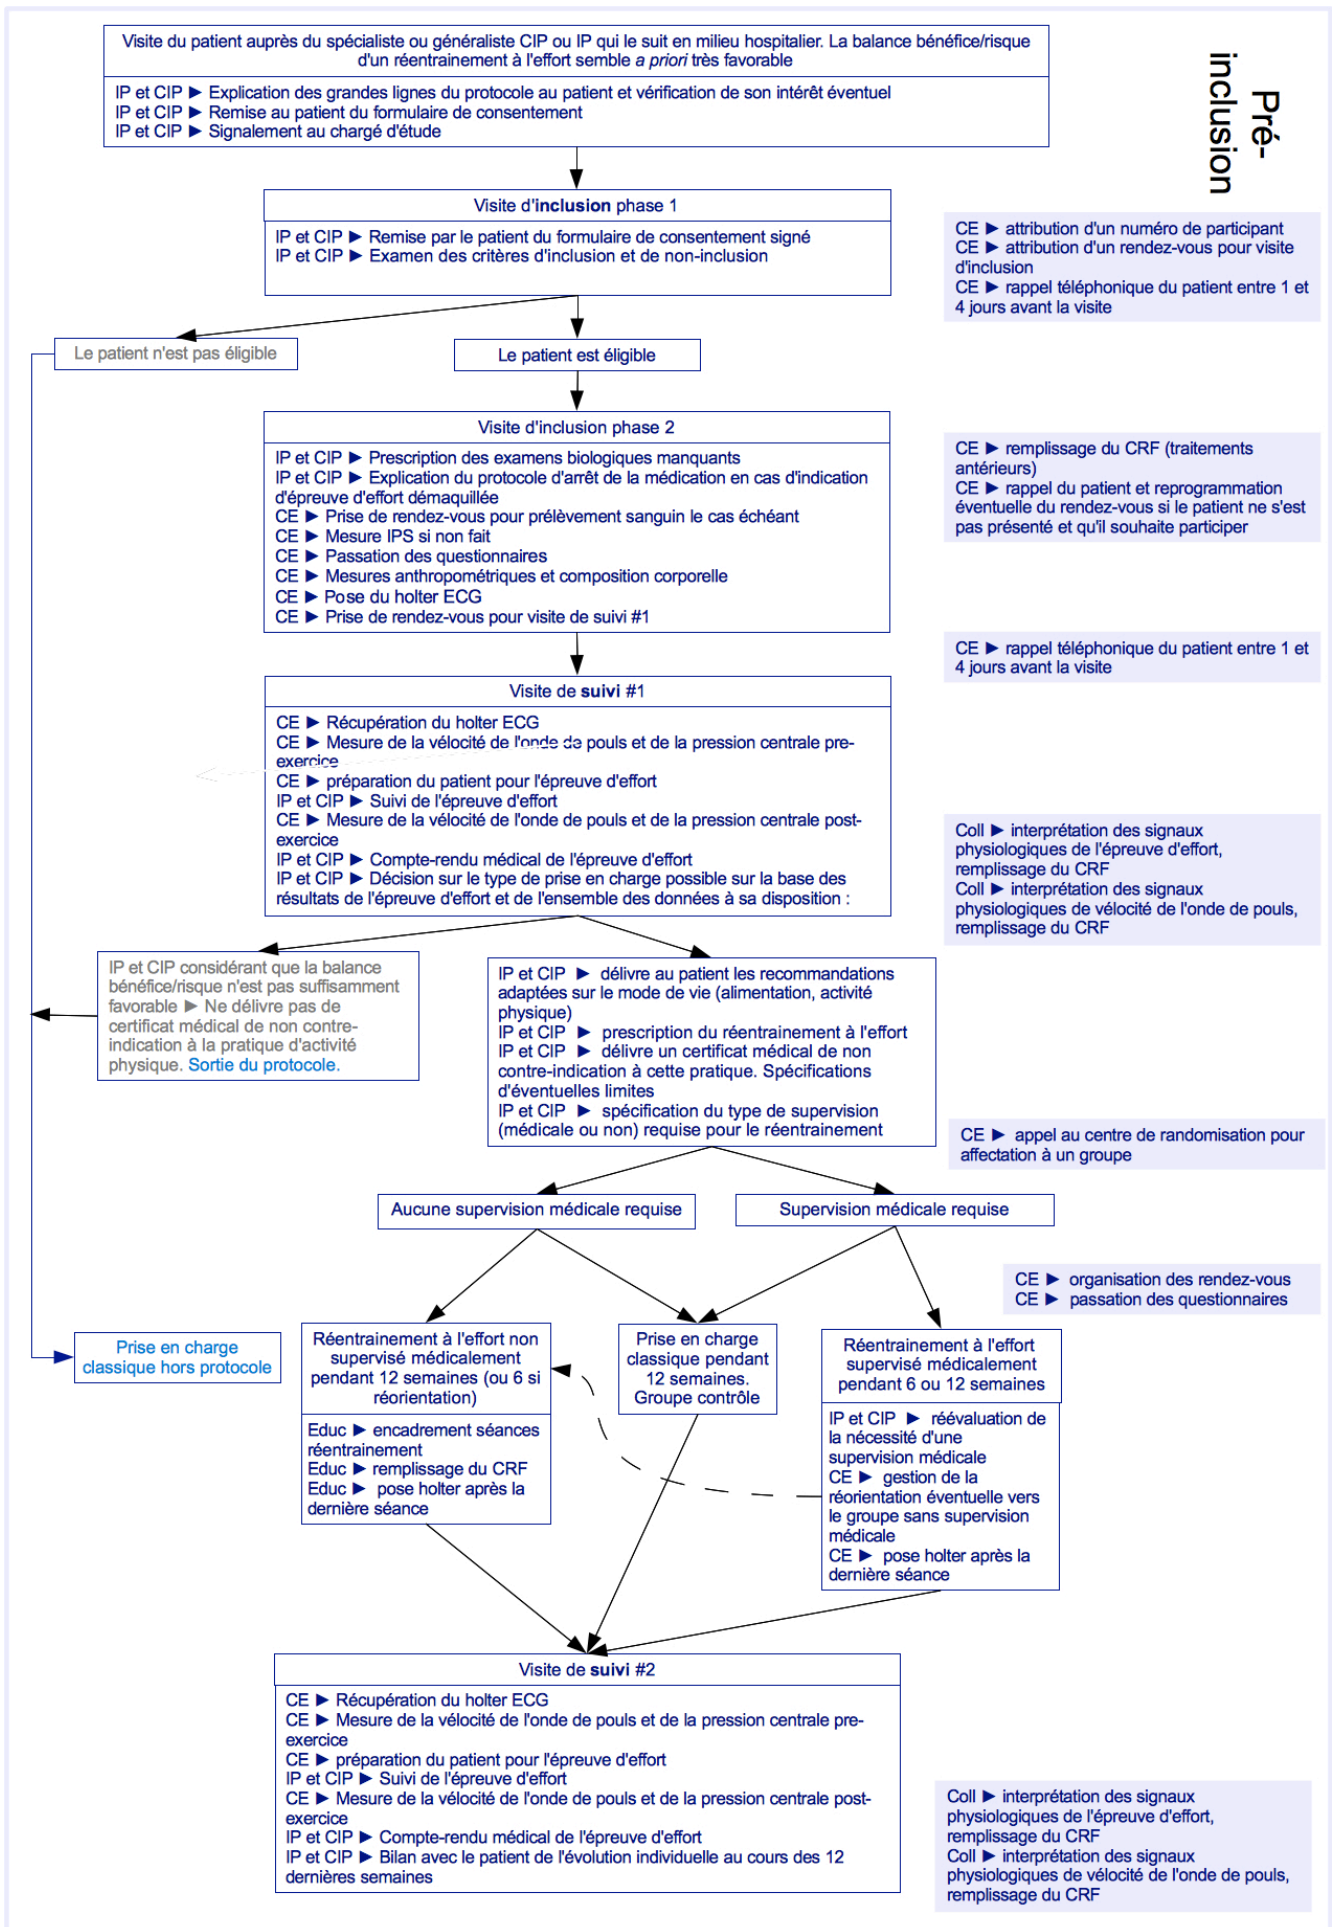 Visite du patient auprès du spécialiste ou généraliste CIP ou IP qui le suit en milieu hospitalier. La balance bénéfice/risque
d'un réentrainement à l'effort semble a priori très favorable
IP et CIP ► Explication des grandes lignes du protocole au patient et vérification de son intérêt éventuel
IP et CIP ► Remise au patient du formulaire de consentement
IP et CIP ► Signalement au chargé d'étude
Pré-
inclusion
Visite d'inclusion phase 1
IP et CIP ► Remise par le patient du formulaire de consentement signé
IP et CIP ► Examen des critères d'inclusion et de non-inclusion
CE ► attribution d'un numéro de participant
CE ► attribution d'un rendez-vous pour visite
d'inclusion
CE ► rappel téléphonique du patient entre 1 et
4 jours avant la visite
Le patient n'est pas éligible
Le patient est éligible
Visite d'inclusion phase 2
IP et CIP ► Prescription des examens biologiques manquants
IP et CIP ► Explication du protocole d'arrêt de la médication en cas d'indication
d'épreuve d'effort démaquillée
CE ► Prise de rendez-vous pour prélèvement sanguin le cas échéant
CE ► Mesure IPS si non fait
CE ► Passation des questionnaires
CE ► Mesures anthropométriques et composition corporelle
CE ► Pose du holter ECG
CE ► Prise de rendez-vous pour visite de suivi #1
CE ► remplissage du CRF (traitements
antérieurs)
CE ► rappel du patient et reprogrammation
éventuelle du rendez-vous si le patient ne s'est
pas présenté et qu'il souhaite participer
CE ► rappel téléphonique du patient entre 1 et
4 jours avant la visite
Visite de suivi #1
CE ► Récupération du holter ECG
CE ► Mesure de la vélocité de l'onde de pouls et de la pression centrale pre-
exercice
CE ► préparation du patient pour l'épreuve d'effort
IP et CIP ► Suivi de l'épreuve d'effort
CE ► Mesure de la vélocité de l'onde de pouls et de la pression centrale post-
exercice
IP et CIP ► Compte-rendu médical de l'épreuve d'effort
IP et CIP ► Décision sur le type de prise en charge possible sur la base des
résultats de l'épreuve d'effort et de l'ensemble des données à sa disposition :
Coll ► interprétation des signaux
physiologiques de l'épreuve d'effort,
remplissage du CRF
Coll ► interprétation des signaux
physiologiques de vélocité de l'onde de pouls,
remplissage du CRF
IP et CIP considérant que la balance
bénéfice/risque n'est pas suffisamment
favorable ► Ne délivre pas de
certificat médical de non contre-
indication à la pratique d'activité
physique. Sortie du protocole.
IP et CIP ► délivre au patient les recommandations
adaptées sur le mode de vie (alimentation, activité
physique)
IP et CIP ► prescription du réentrainement à l'effort
IP et CIP ► délivre un certificat médical de non
contre-indication à cette pratique. Spécifications
d'éventuelles limites
IP et CIP ► spécification du type de supervision
(médicale ou non) requise pour le réentrainement
CE ► appel au centre de randomisation pour
affectation à un groupe
Aucune supervision médicale requise
Supervision médicale requise
CE ► organisation des rendez-vous
CE ► passation des questionnaires
Prise en charge
classique hors protocole
Réentrainement à l'effort non
supervisé médicalement
pendant 12 semaines (ou 6 si
réorientation)
Educ ► encadrement séances
réentrainement
Educ ► remplissage du CRF
Educ ► pose holter après la
dernière séance
Prise en charge
classique pendant
12 semaines.
Groupe contrôle
Réentrainement à l'effort
supervisé médicalement
pendant 6 ou 12 semaines
IP et CIP ► réévaluation de
la nécessité d'une
supervision médicale
CE ► gestion de la
réorientation éventuelle vers
le groupe sans supervision
médicale
CE ► pose holter après la
dernière séance
Visite de suivi #2
CE ► Récupération du holter ECG
CE ► Mesure de la vélocité de l'onde de pouls et de la pression centrale pre-
exercice
CE ► préparation du patient pour l'épreuve d'effort
IP et CIP ► Suivi de l'épreuve d'effort
CE ► Mesure de la vélocité de l'onde de pouls et de la pression centrale post-
exercice
IP et CIP ► Compte-rendu médical de l'épreuve d'effort
IP et CIP ► Bilan avec le patient de l'évolution individuelle au cours des 12
dernières semaines
Coll ► interprétation des signaux
physiologiques de l'épreuve d'effort,
remplissage du CRF
Coll ► interprétation des signaux
physiologiques de vélocité de l'onde de pouls,
remplissage du CRF